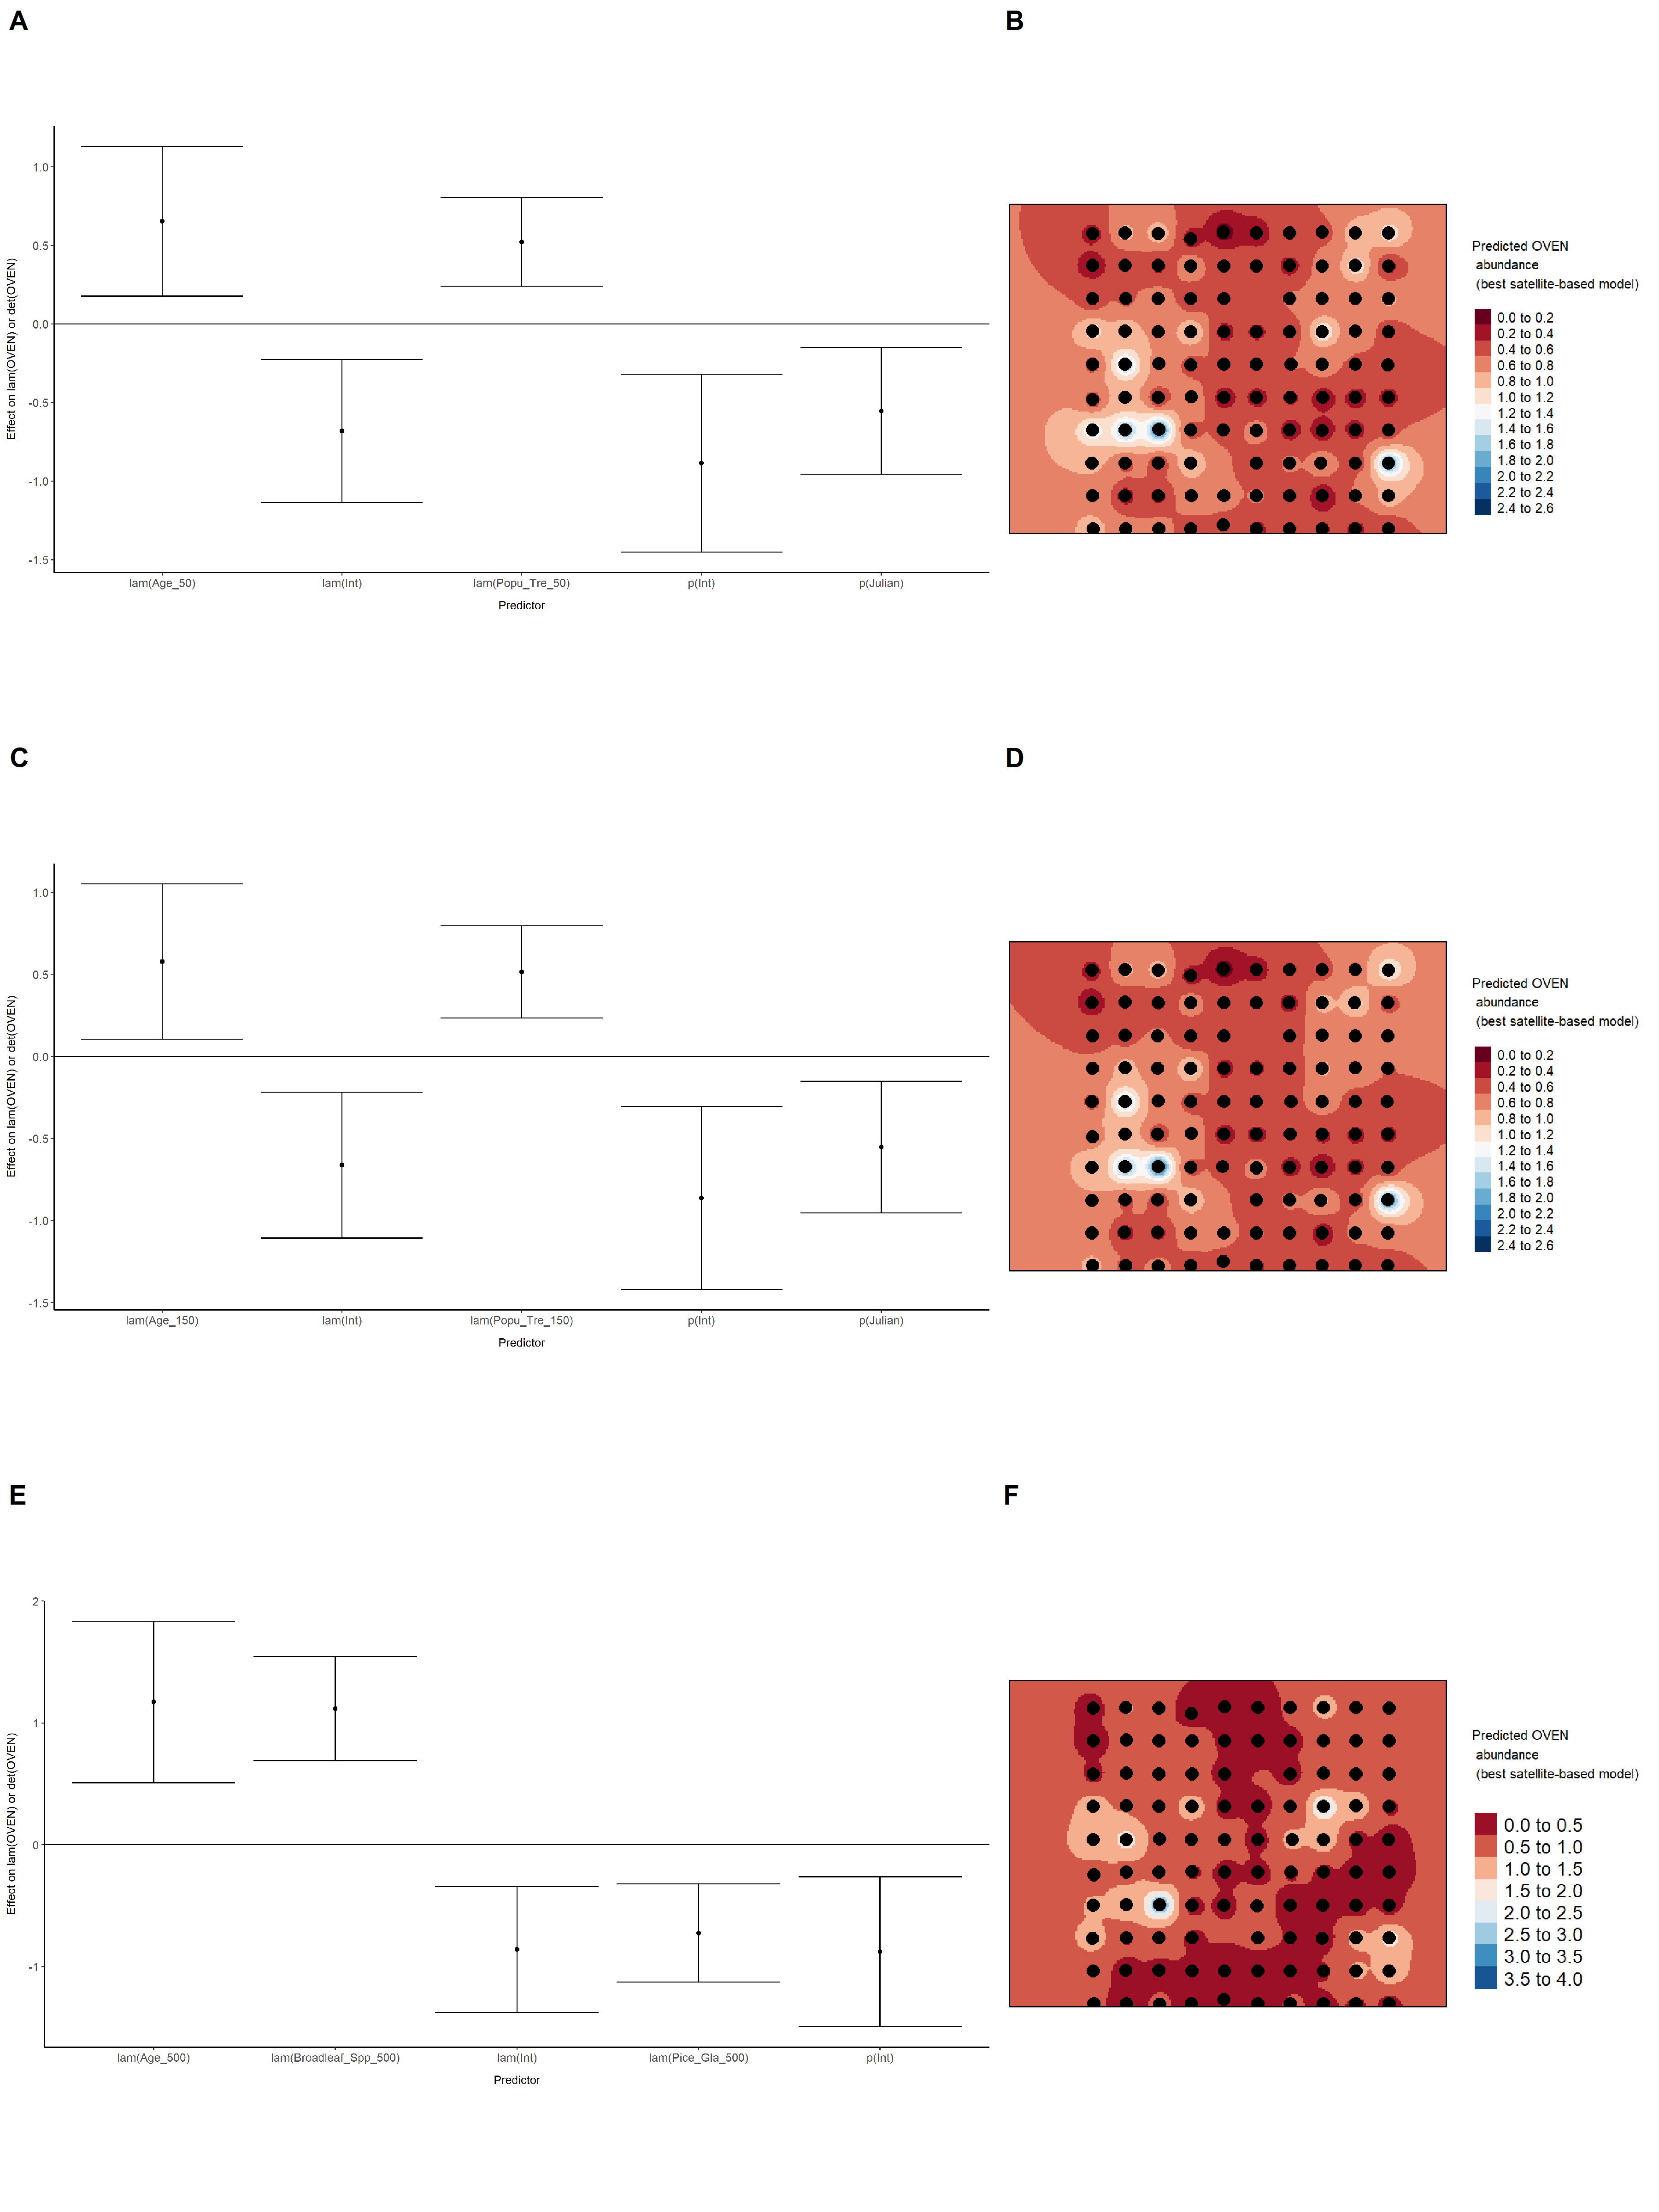 A
B
1.0
0.5
0.0
-0.5
-1.0
-1.5
Effect on lam(OVEN) or det(OVEN)
lam(Age_50)
lam(Int)
lam(Popu_Tre_50)
p(Int)
p(Julian)
Predictor
Predicted OVEN
abundance
(best satellite-based model)
0.0 to 0.2
0.2 to 0.4
0.4 to 0.6
0.6 to 0.8
0.8 to 1.0
1.0 to 1.2
1.2 to 1.4
1.4 to 1.6
1.6 to 1.8
1.8 to 2.0
2.0 to 2.2
2.2 to 2.4
2.4 to 2.6
C
D
1.0
0.5
0.0
-0.5
-1.0
-1.5
Effect on lam(OVEN) or det(OVEN)
lam(Age_150)
lam(Int)
lam(Popu_Tre_150)
p(Int)
p(Julian)
Predictor
Predicted OVEN
abundance
(best satellite-based model)
0.0 to 0.2
0.2 to 0.4
0.4 to 0.6
0.6 to 0.8
0.8 to 1.0
1.0 to 1.2
1.2 to 1.4
1.4 to 1.6
1.6 to 1.8
1.8 to 2.0
2.0 to 2.2
2.2 to 2.4
2.4 to 2.6
E
F
2
1
0
-1
Effect on lam(OVEN) or det(OVEN)
lam(Age_500)
lam(Broadleaf_Spp_500)
lam(Int)
lam(Pice_Gla_500)
p(Int)
Predictor
Predicted OVEN
abundance
(best satellite-based model)
0.0 to 0.5
0.5 to 1.0
1.0 to 1.5
1.5 to 2.0
2.0 to 2.5
2.5 to 3.0
3.0 to 3.5
3.5 to 4.0